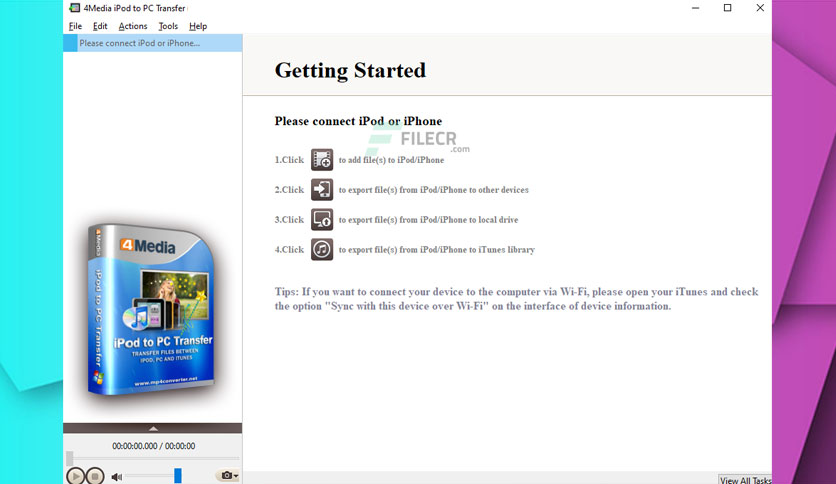 4Media iPod to PC Transfer
File Edit Actions Tools Help
Please connect iPod or iPhone...
Getting Started
Please connect iPod or iPhone
FILECR
.com
1.Click to add file(s) to iPod/iPhone
2.Click to export file(s) from iPod/iPhone to other devices
3.Click to export file(s) from iPod/iPhone to local drive
4.Click to export file(s) from iPod/iPhone to iTunes library
Tips: If you want to connect your device to the computer via Wi-Fi, please open your iTunes and check
the option "Sync with this device over Wi-Fi" on the interface of device information.
4Media
iPod to PC Transfer
4Media
iPod to PC Transfer
TRANSFER FILES BETWEEN
IPOD, PC AND ITUNES
www.mp4converter.net
00:00:00.000 / 00:00:00
View All Tasks